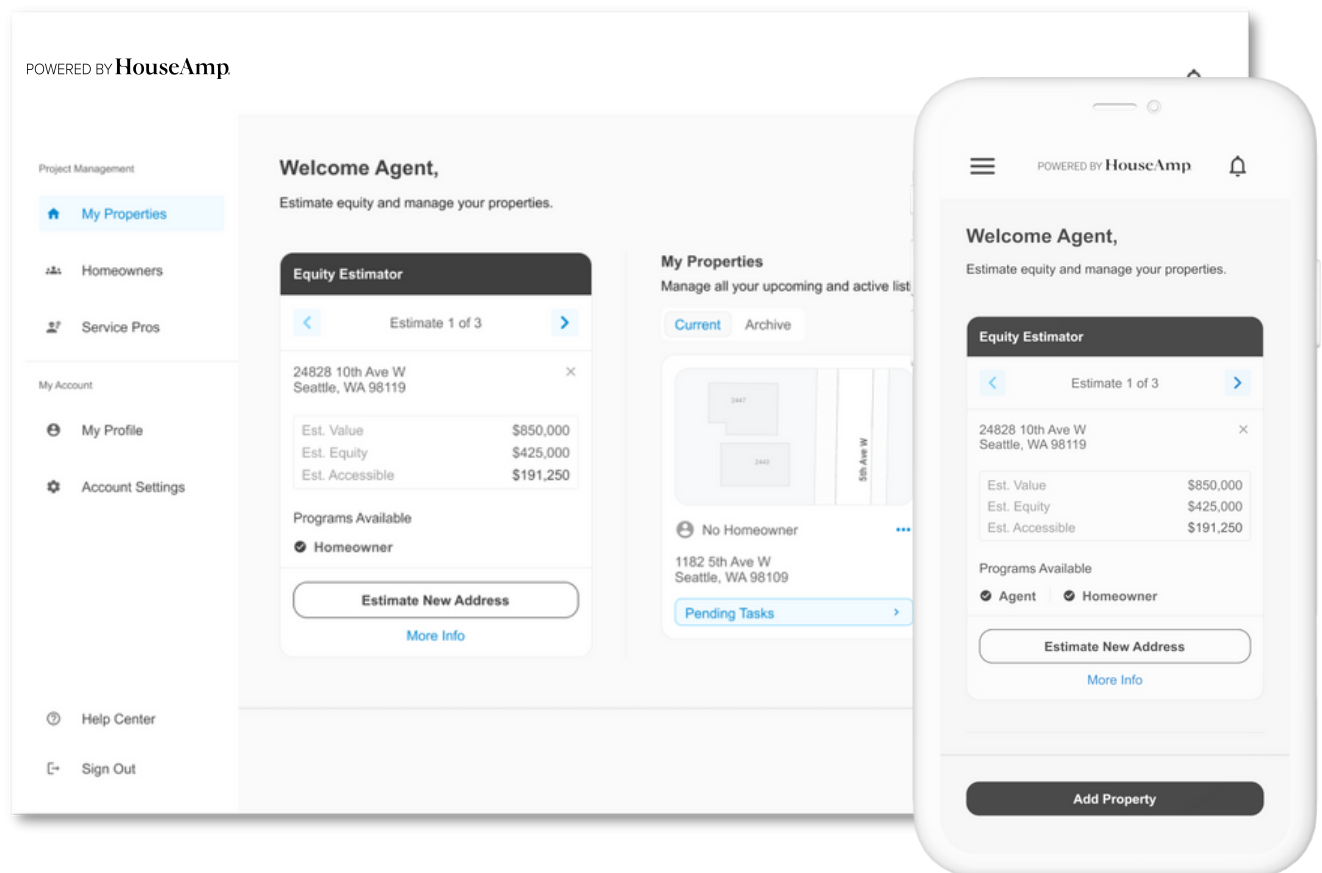 POWERED BY HouseAmp
Project Management
My Properties
Homeowners
Service Pros
My Account
My Profile
Account Settings
Help Center
Sign Out
Welcome Agent,
Estimate equity and manage your properties.
Equity Estimator
Estimate 1 of 3
24828 10th Ave W
Seattle, WA 98119
Est. Value $850,000
Est. Equity $425,000
Est. Accessible $191,250
Programs Available
Homeowner
Estimate New Address
More Info
My Properties
Manage all your upcoming and active list
Current Archive
2447
2443
5th Ave W
No Homeowner
1182 5th Ave W
Seattle, WA 98109
Pending Tasks
POWERED BY HouseAmp
Welcome Agent,
Estimate equity and manage your properties.
Equity Estimator
Estimate 1 of 3
24828 10th Ave W
Seattle, WA 98119
Est. Value $850,000
Est. Equity $425,000
Est. Accessible $191,250
Programs Available
Agent Homeowner
Estimate New Address
More Info
Add Property